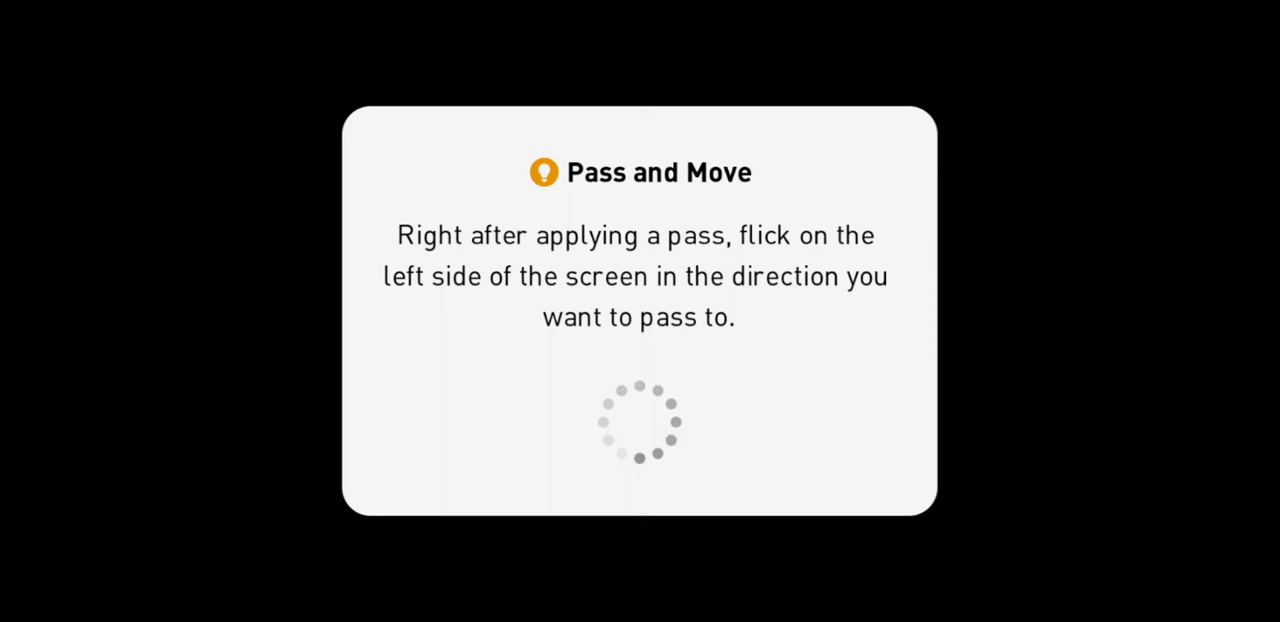 Pass and Move
Right after applying a pass, flick on the
left side of the screen in the direction you
want to pass to.